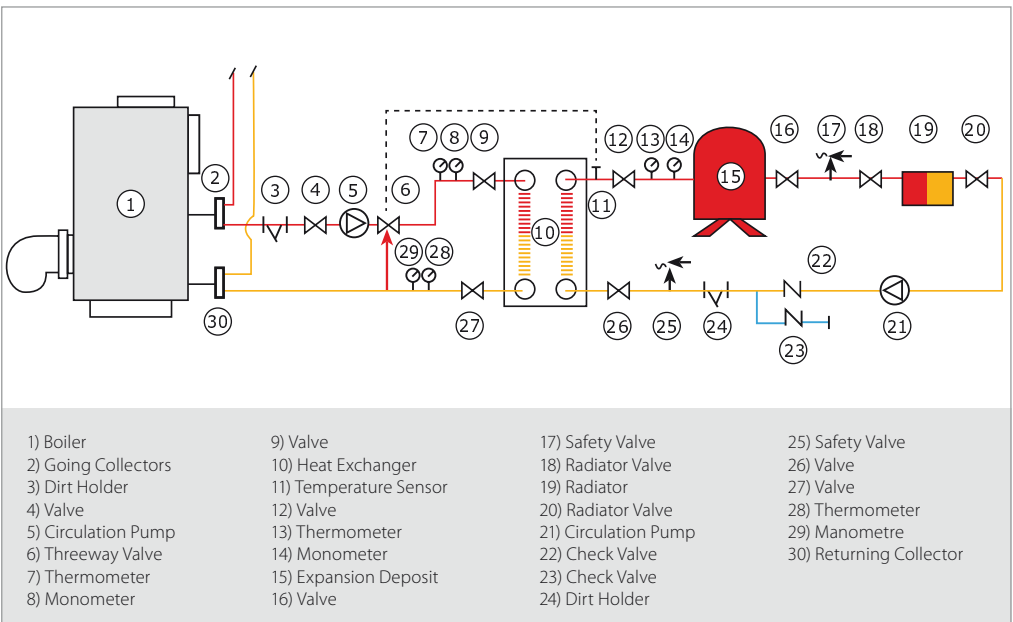 7
8
9
12
13
14
16
17
18
19
20
2
3
4
5
6
15
1
11
10
29
28
22
30
27
26
25
24
21
23
1) Boiler
2) Going Collectors
3) Dirt Holder
4) Valve
5) Circulation Pump
6) Threeway Valve
7) Thermometer
8) Monometer
9) Valve
10) Heat Exchanger
11) Temperature Sensor
12) Valve
13) Thermometer
14) Monometer
15) Expansion Deposit
16) Valve
17) Safety Valve
18) Radiator Valve
19) Radiator
20) Radiator Valve
21) Circulation Pump
22) Check Valve
23) Check Valve
24) Dirt Holder
25) Safety Valve
26) Valve
27) Valve
28) Thermometer
29) Manometre
30) Returning Collector